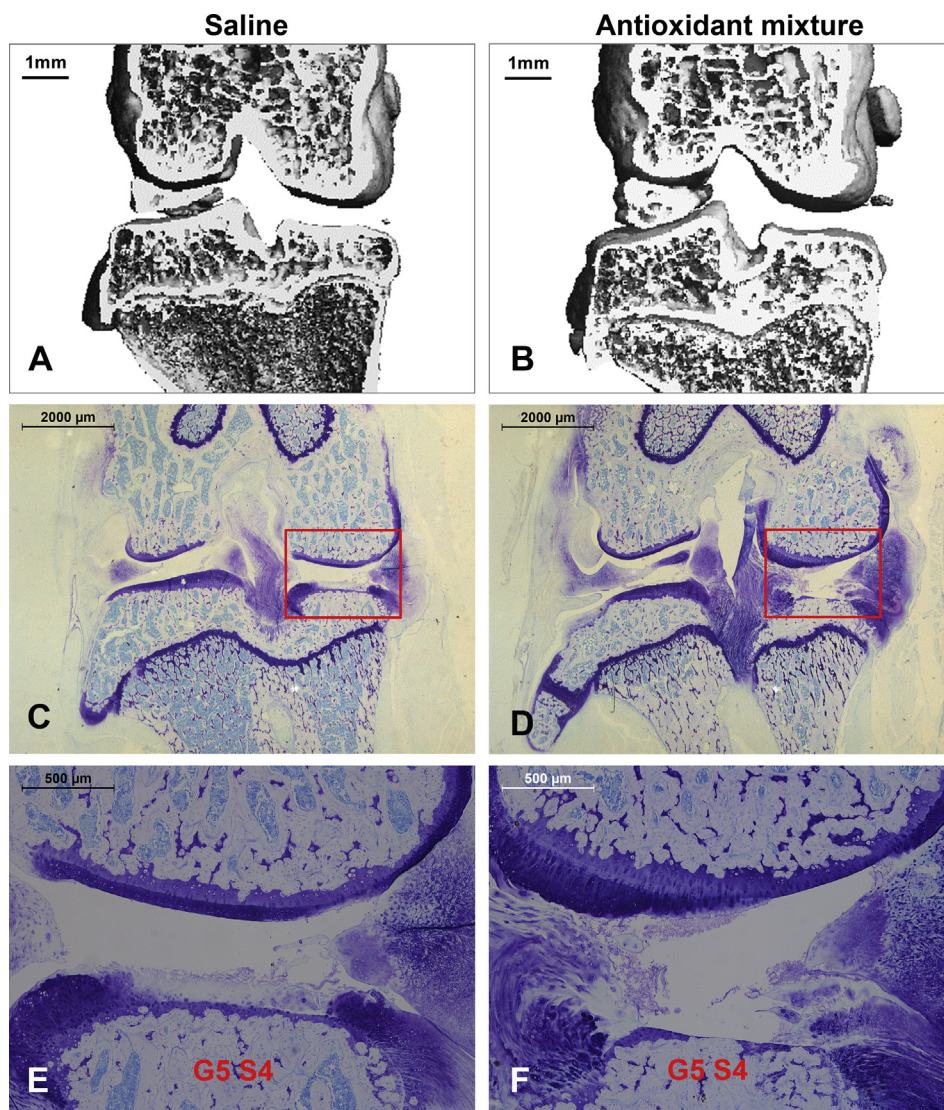 Saline
Antioxidant mixture
1mm
1mm
A
B
2000 µm
2000 µm
C
D
500 µm
500 µm
E
G5 S4
F
G5 S4